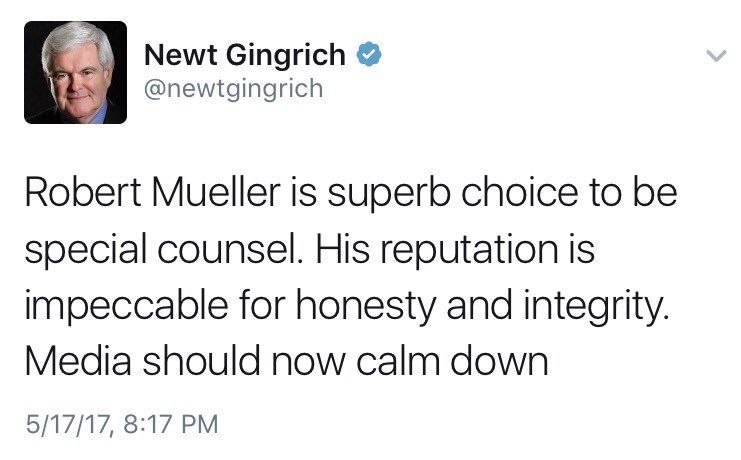 Newt Gingrich
@newtgingrich
Robert Mueller is superb choice to be
special counsel. His reputation is
impeccable for honesty and integrity.
Media should now calm down
5/17/17, 8:17 PM